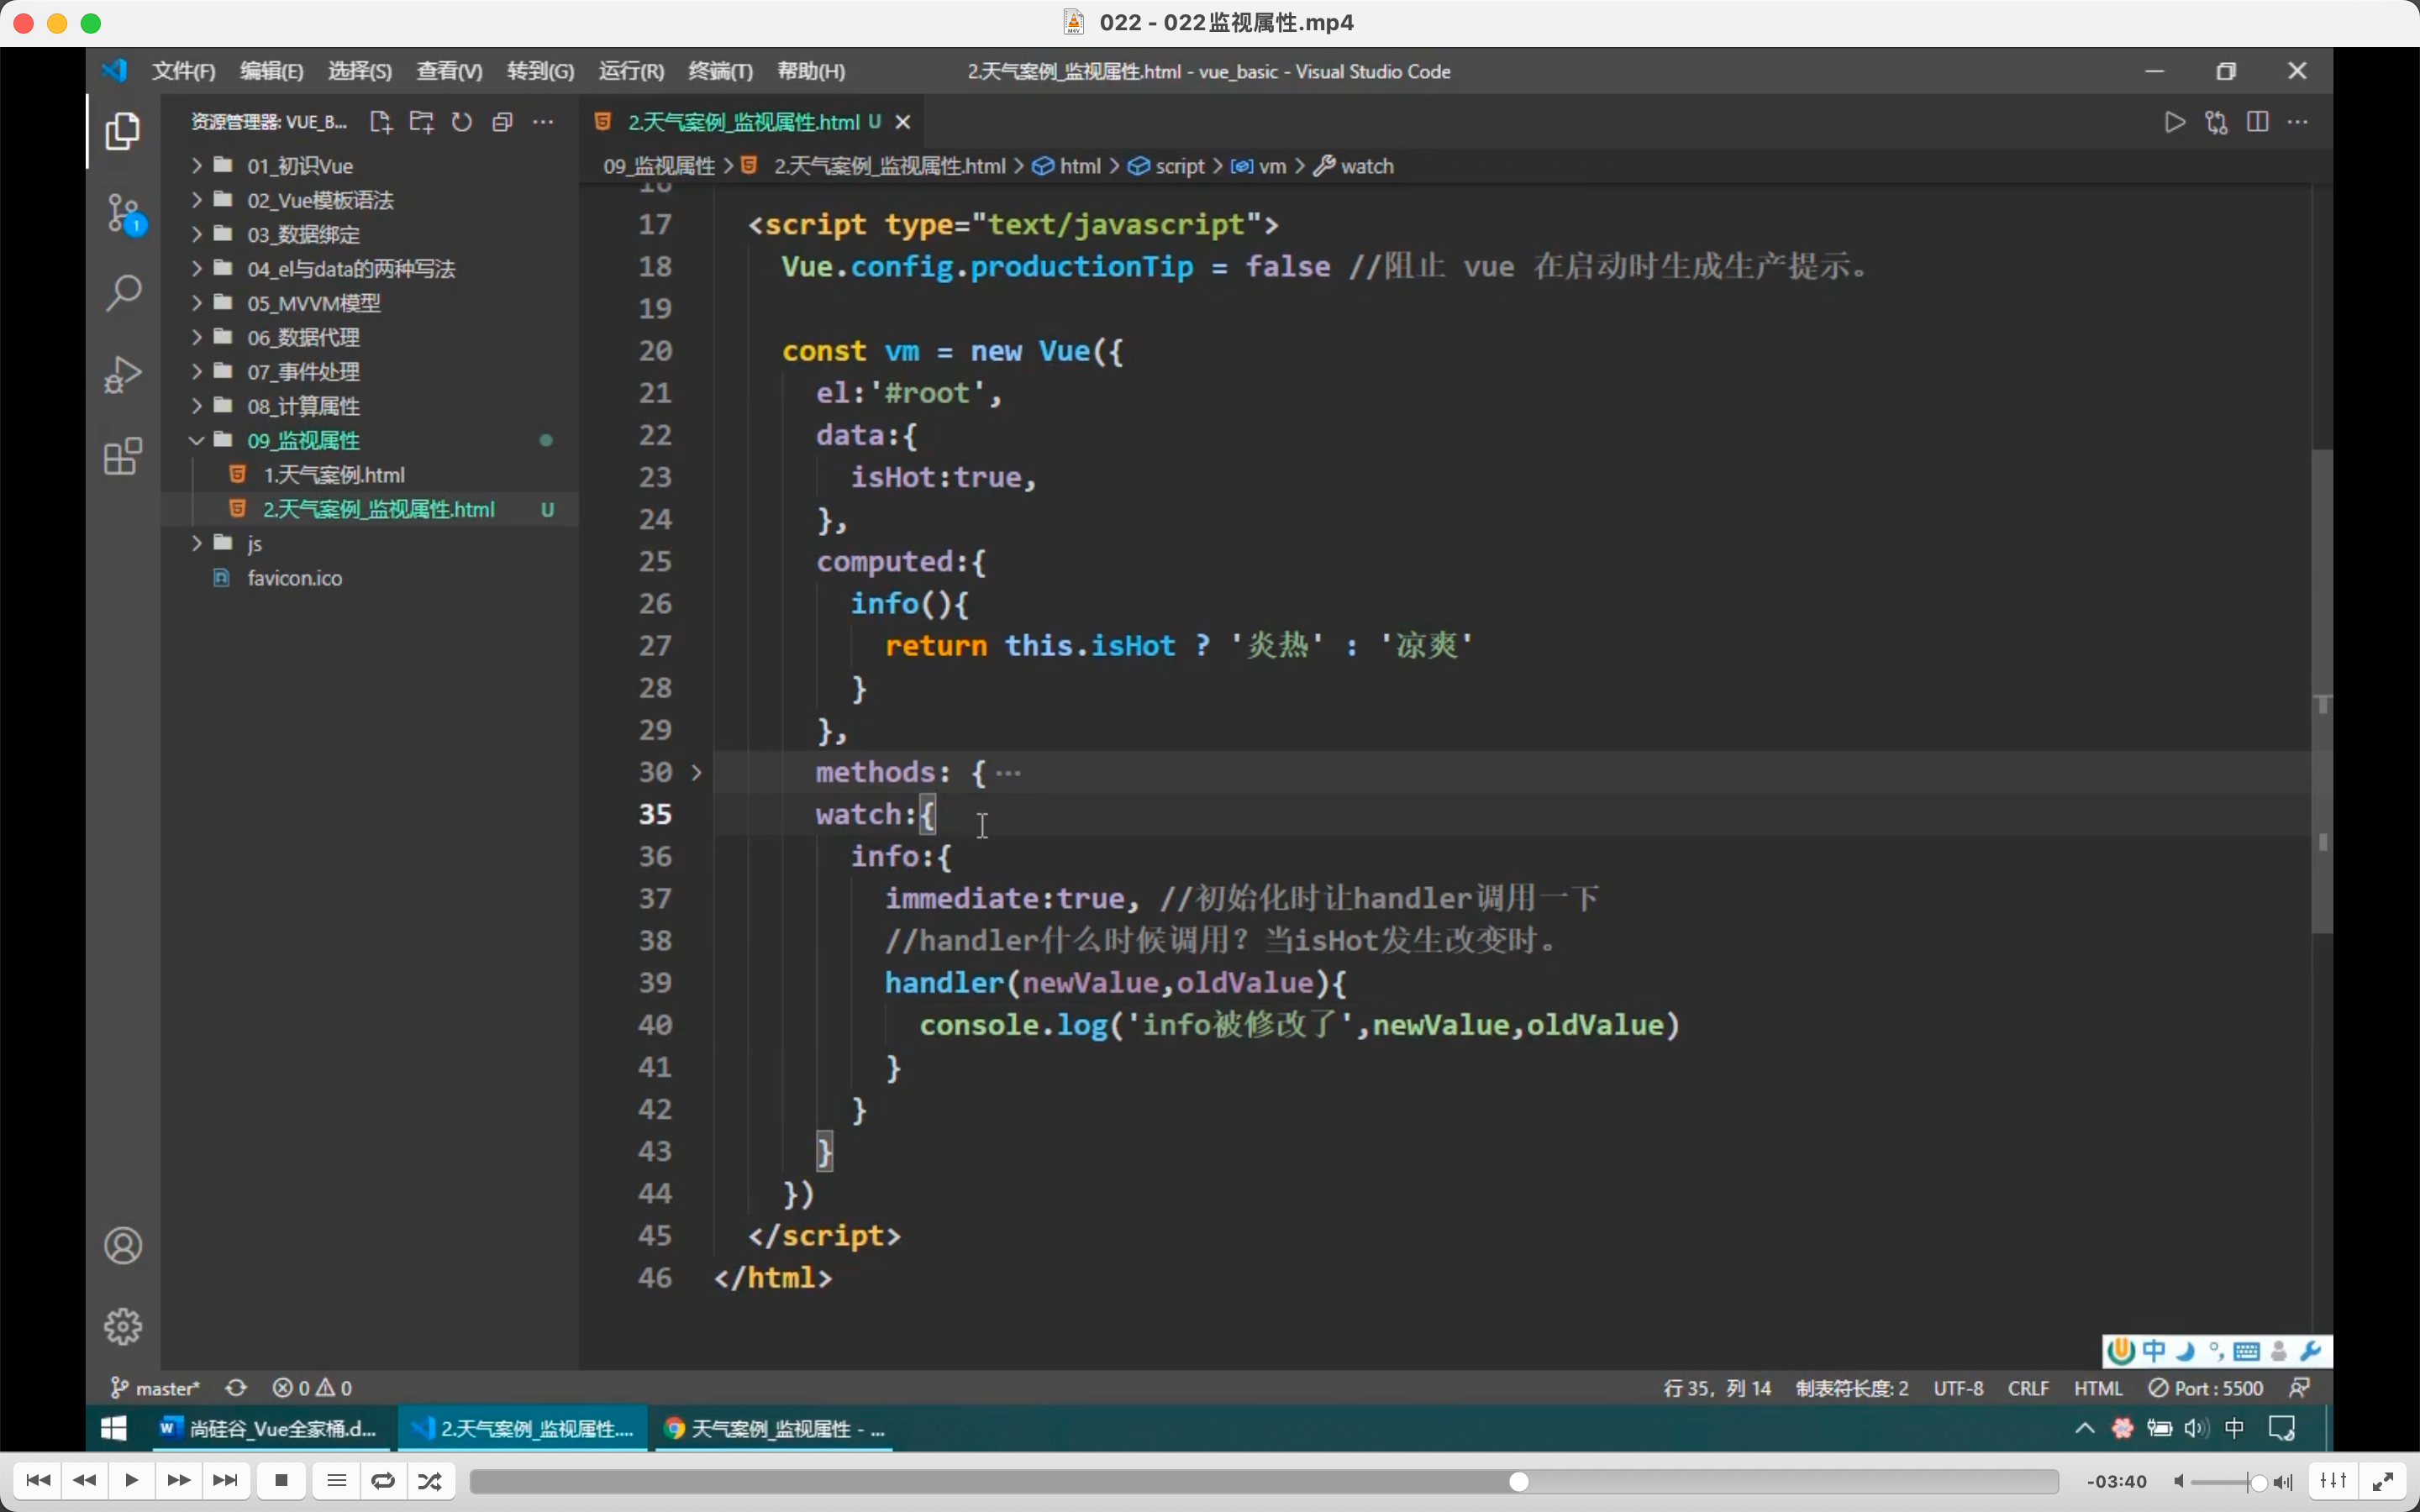 022 - 022监视属性.mp4
文件(F) 编辑(E) 选择(S) 查看(V) 转到(G) 运行(R) 终端(T) 帮助(H) 2.天气案例_监视属性.html - vue_basic - Visual Studio Code
资源管理器: VUE_B...
01_初识Vue
02_Vue模板语法
03_数据绑定
04_el与data的两种写法
05_MVVM模型
06_数据代理
07_事件处理
08_计算属性
09_监视属性
1.天气案例.html
2.天气案例_监视属性.html U
js
favicon.ico
1
2.天气案例_监视属性.html U
09_监视属性 > 2.天气案例_监视属性.html > html > script > vm > watch
16
17 <script type="text/javascript">
18 Vue.config.productionTip = false //阻止 vue 在启动时生成生产提示。
19
20 const vm = new Vue({
21 el:'#root',
22 data:{
23 isHot:true,
24 },
25 computed:{
26 info(){
27 return this.isHot ? '炎热' : '凉爽'
28 }
29 },
30 methods: {···
35 watch:{
36 info:{
37 immediate:true, //初始化时让handler调用一下
38 //handler什么时候调用？当isHot发生改变时。
39 handler(newValue,oldValue){
40 console.log('info被修改了',newValue,oldValue)
41 }
42 }
43 }
44 })
45 </script>
46 </html>
中
master* 0 0 行 35，列 14 制表符长度: 2 UTF-8 CRLF HTML Port : 5500
尚硅谷_Vue全家桶.d... 2.天气案例_监视属性.... 天气案例_监视属性 - ... 中
-03:40